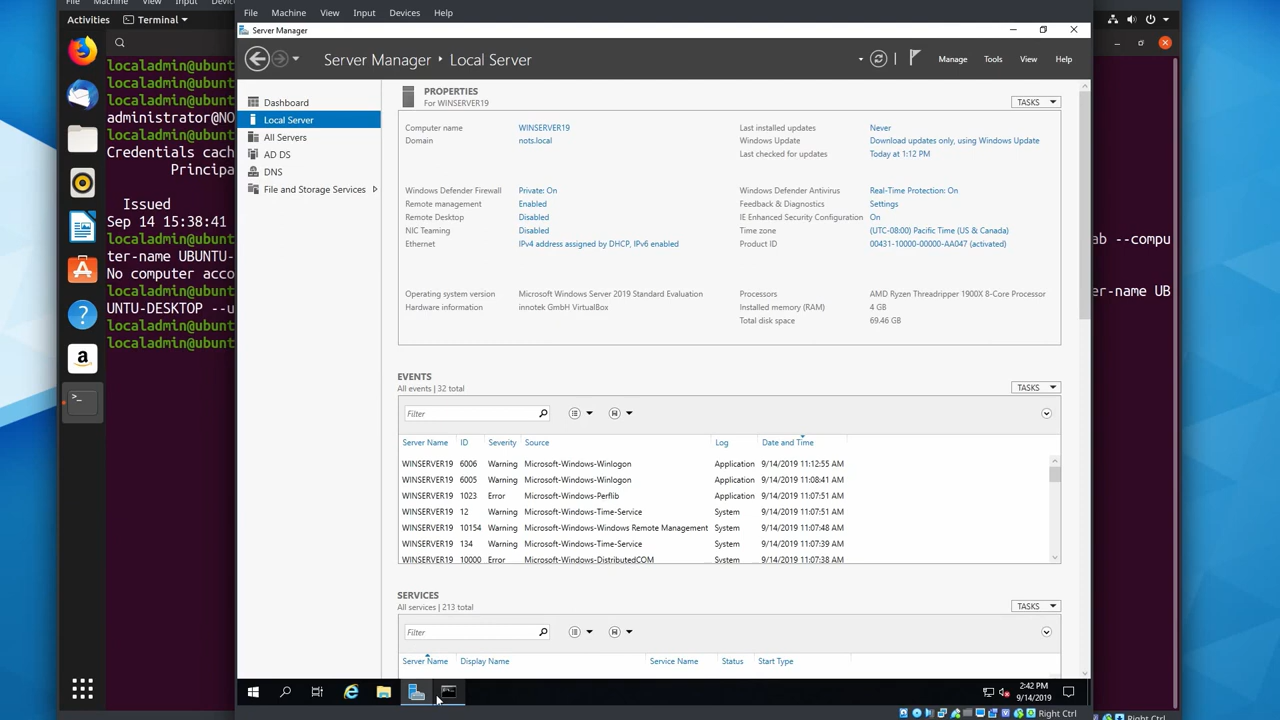 File Machine View Input Devices Help
File Machine View Input Devices Help
Activities Terminal
Server Manager
Server Manager Local Server
Manage Tools View Help
localadmin@ubunt
localadmin@ubunt
localadmin@ubunt
administrator@NO
localadmin@ubunt
Credentials cach
Principa
Issued
Sep 14 15:38:41
localadmin@ubunt
ab --compu
ter-name UBUNTU-
No computer acco
localadmin@ubunt
er-name UB
UNTU-DESKTOP --u
localadmin@ubunt
localadmin@ubunt
Dashboard
Local Server
All Servers
AD DS
DNS
File and Storage Services
PROPERTIES
For WINSERVER19
TASKS
Computer name WINSERVER19
Domain nots.local
Last installed updates Never
Windows Update Download updates only, using Windows Update
Last checked for updates Today at 1:12 PM
Windows Defender Firewall Private: On
Remote management Enabled
Remote Desktop Disabled
NIC Teaming Disabled
Ethernet IPv4 address assigned by DHCP, IPv6 enabled
Windows Defender Antivirus Real-Time Protection: On
Feedback & Diagnostics Settings
IE Enhanced Security Configuration On
Time zone (UTC-08:00) Pacific Time (US & Canada)
Product ID 00431-10000-00000-AA047 (activated)
Operating system version Microsoft Windows Server 2019 Standard Evaluation
Hardware information innotek GmbH VirtualBox
Processors AMD Ryzen Threadripper 1900X 8-Core Processor
Installed memory (RAM) 4 GB
Total disk space 69.46 GB
EVENTS
All events | 32 total
TASKS
Filter
Server Name ID Severity Source Log Date and Time
WINSERVER19 6006 Warning Microsoft-Windows-Winlogon Application 9/14/2019 11:12:55 AM
WINSERVER19 6005 Warning Microsoft-Windows-Winlogon Application 9/14/2019 11:08:41 AM
WINSERVER19 1023 Error Microsoft-Windows-Perflib Application 9/14/2019 11:07:51 AM
WINSERVER19 12 Warning Microsoft-Windows-Time-Service System 9/14/2019 11:07:51 AM
WINSERVER19 10154 Warning Microsoft-Windows-Windows Remote Management System 9/14/2019 11:07:48 AM
WINSERVER19 134 Warning Microsoft-Windows-Time-Service System 9/14/2019 11:07:39 AM
WINSERVER19 10000 Error Microsoft-Windows-DistributedCOM System 9/14/2019 11:07:38 AM
SERVICES
All services | 213 total
TASKS
Filter
Server Name Display Name Service Name Status Start Type
2:42 PM
9/14/2019
Right Ctrl